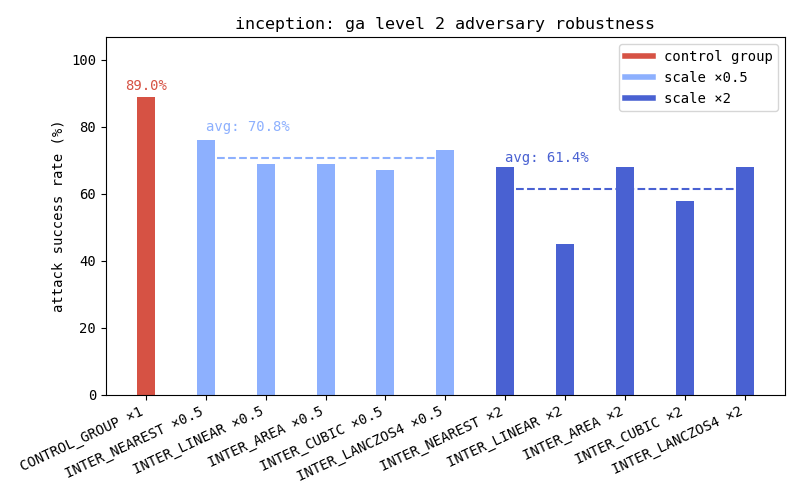 inception: ga level 2 adversary robustness
attack success rate (%)
100
80
60
40
20
0
89.0%
avg: 70.8%
avg: 61.4%
control group
scale ×0.5
scale ×2
CONTROL_GROUP ×1
INTER_NEAREST ×0.5
INTER_LINEAR ×0.5
INTER_AREA ×0.5
INTER_CUBIC ×0.5
INTER_LANCZOS4 ×0.5
INTER_NEAREST ×2
INTER_LINEAR ×2
INTER_AREA ×2
INTER_CUBIC ×2
INTER_LANCZOS4 ×2